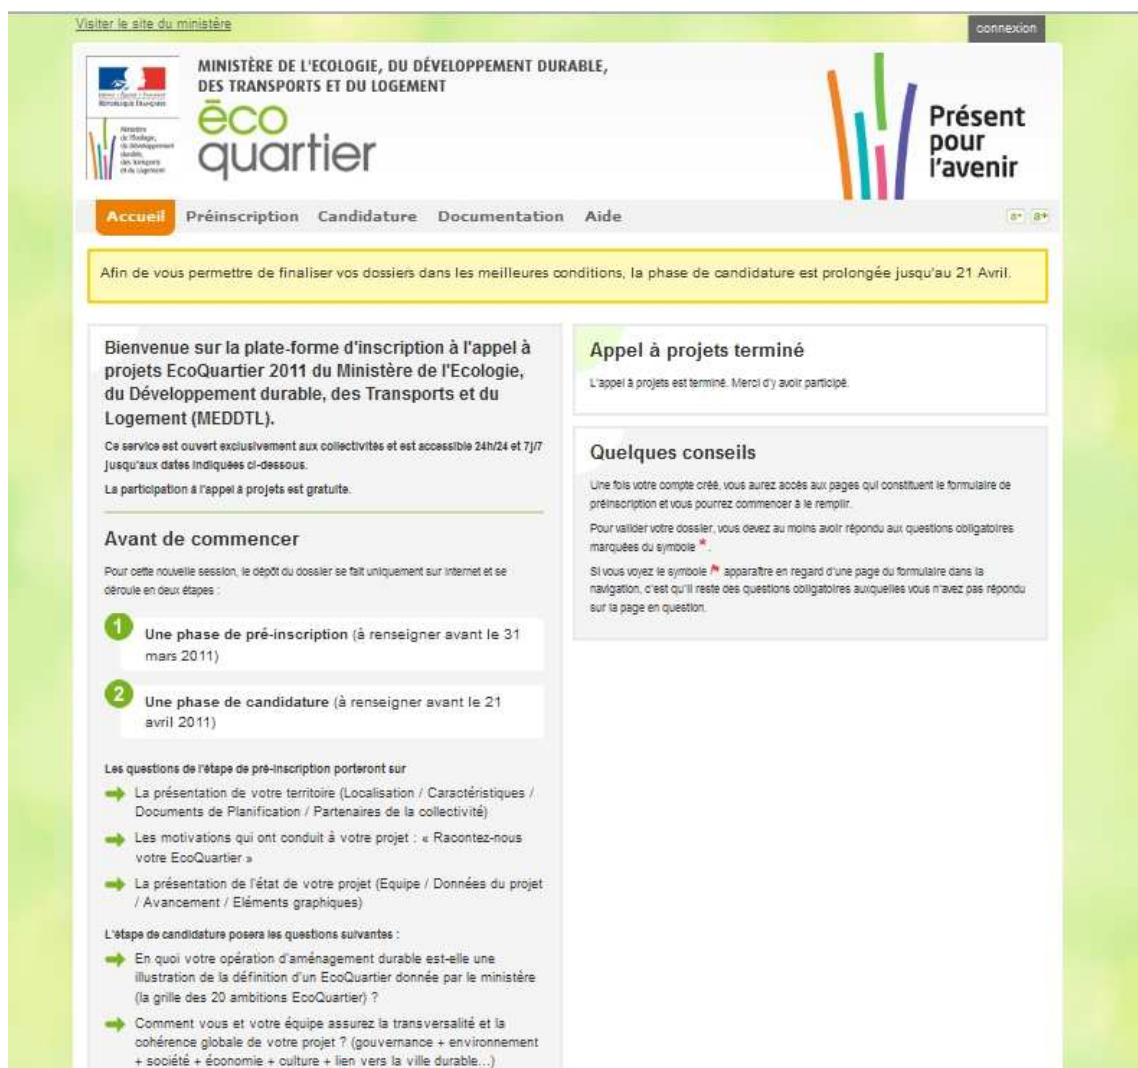 Visiter le site du ministère
connexion
MINISTÈRE DE L'ECOLOGIE, DU DÉVELOPPEMENT DURABLE,
DES TRANSPORTS ET DU LOGEMENT
éco
quartier
Ministère
de l'Ecologie,
du Développement
durable,
des Transports
et du Logement
Présent
pour
l'avenir
Accueil Préinscription Candidature Documentation Aide
a- a+
Afin de vous permettre de finaliser vos dossiers dans les meilleures conditions, la phase de candidature est prolongée jusqu'au 21 Avril.
Bienvenue sur la plate-forme d'inscription à l'appel à
projets EcoQuartier 2011 du Ministère de l'Ecologie,
du Développement durable, des Transports et du
Logement (MEDDTL).
Ce service est ouvert exclusivement aux collectivités et est accessible 24h/24 et 7j/7
jusqu'aux dates indiquées ci-dessous.
La participation à l'appel à projets est gratuite.
Avant de commencer
Pour cette nouvelle session, le dépôt du dossier se fait uniquement sur internet et se
déroule en deux étapes :
1 Une phase de pré-inscription (à renseigner avant le 31
mars 2011)
2 Une phase de candidature (à renseigner avant le 21
avril 2011)
Les questions de l'étape de pré-inscription porteront sur
La présentation de votre territoire (Localisation / Caractéristiques /
Documents de Planification / Partenaires de la collectivité)
Les motivations qui ont conduit à votre projet : « Racontez-nous
votre EcoQuartier »
La présentation de l'état de votre projet (Equipe / Données du projet
/ Avancement / Eléments graphiques)
L'étape de candidature posera les questions suivantes :
En quoi votre opération d'aménagement durable est-elle une
illustration de la définition d'un EcoQuartier donnée par le ministère
(la grille des 20 ambitions EcoQuartier) ?
Comment vous et votre équipe assurez la transversalité et la
cohérence globale de votre projet ? (gouvernance + environnement
+ société + économie + culture + lien vers la ville durable...)
Appel à projets terminé
L'appel à projets est terminé. Merci d'y avoir participé.
Quelques conseils
Une fois votre compte créé, vous aurez accès aux pages qui constituent le formulaire de
préinscription et vous pourrez commencer à le remplir.
Pour valider votre dossier, vous devez au moins avoir répondu aux questions obligatoires
marquées du symbole * .
Si vous voyez le symbole apparaître en regard d'une page du formulaire dans la
navigation, c'est qu'il reste des questions obligatoires auxquelles vous n'avez pas répondu
sur la page en question.